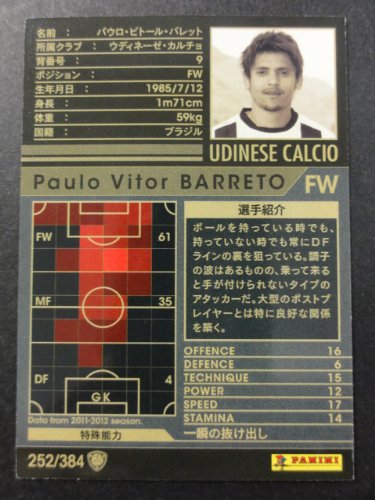 名前 : パウロ・ビトール・バレット
所属クラブ : ウディネーゼ・カルチョ
背番号 : 9
ポジション : FW
生年月日 : 1985/7/12
身長 : 1m71cm
体重 : 59kg
国籍 : ブラジル
UDINESE CALCIO
Paulo Vitor BARRETO FW
FW 61
MF 35
DF 4
GK
Data from 2011-2012 season.
選手紹介
ボールを持っている時でも、
持っていない時でも常にDF
ラインの裏を狙っている。調子
の波はあるものの、乗って来る
と手が付けられないタイプの
アタッカーだ。大型のポストプ
レイヤーとは特に良好な関係
を築く。
OFFENCE 16
DEFENCE 6
TECHNIQUE 15
POWER 12
SPEED 17
STAMINA 14
特殊能力 一瞬の抜け出し
252/384
PANINI